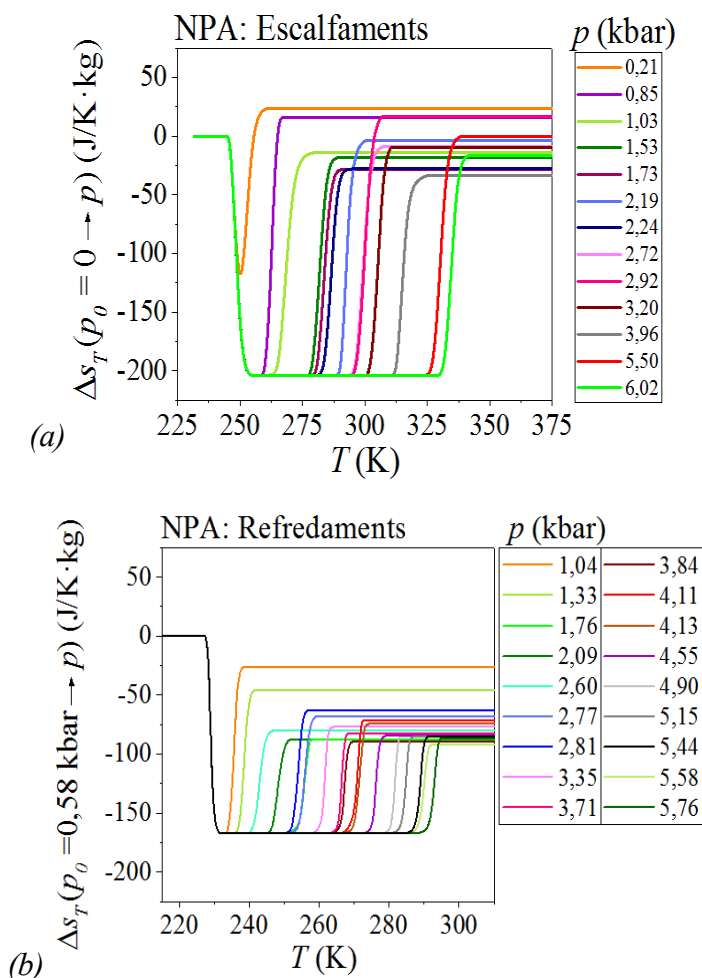 NPA: Escalfaments
p (kbar)
Δs_T(p_0 = 0 → p) (J/K·kg)
50
0
-50
-100
-150
-200
225 250 275 300 325 350 375
T (K)
0,21
0,85
1,03
1,53
1,73
2,19
2,24
2,72
2,92
3,20
3,96
5,50
6,02
(a)
NPA: Refredaments
p (kbar)
Δs_T(p_0 =0,58 kbar→ p) (J/K·kg)
50
0
-50
-100
-150
-200
220 240 260 280 300
T (K)
1,04 3,84
1,33 4,11
1,76 4,13
2,09 4,55
2,60 4,90
2,77 5,15
2,81 5,44
3,35 5,58
3,71 5,76
(b)